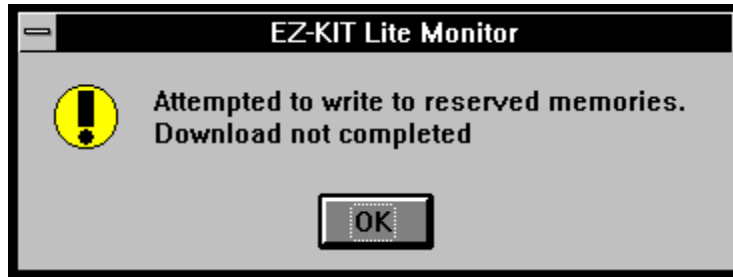 EZ-KIT Lite Monitor
Attempted to write to reserved memories.
Download not completed
OK